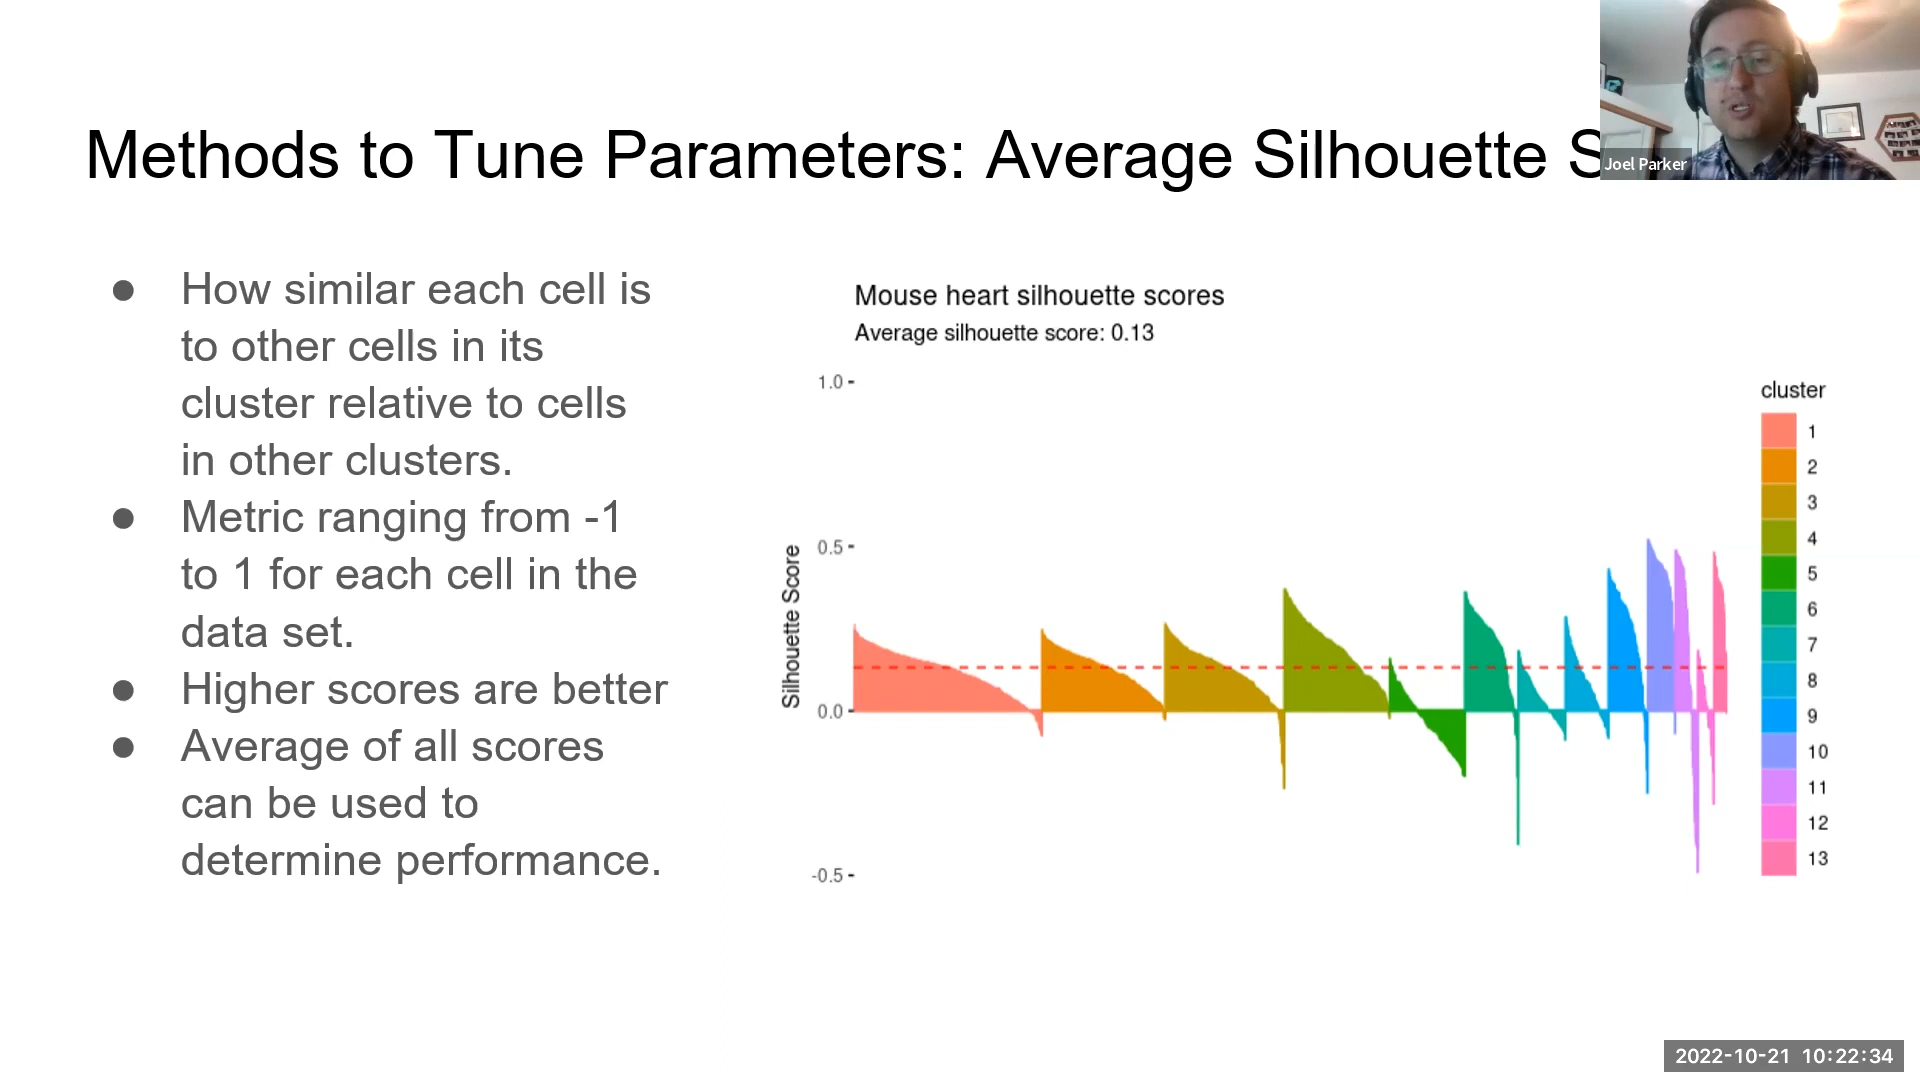 Methods to Tune Parameters: Average Silhouette S
Joel Parker
● How similar each cell is
to other cells in its
cluster relative to cells
in other clusters.
● Metric ranging from -1
to 1 for each cell in the
data set.
● Higher scores are better
● Average of all scores
can be used to
determine performance.
Mouse heart silhouette scores
Average silhouette score: 0.13
1.0
0.5
0.0
-0.5
Silhouette Score
cluster
1
2
3
4
5
6
7
8
9
10
11
12
13
2022-10-21 10:22:34